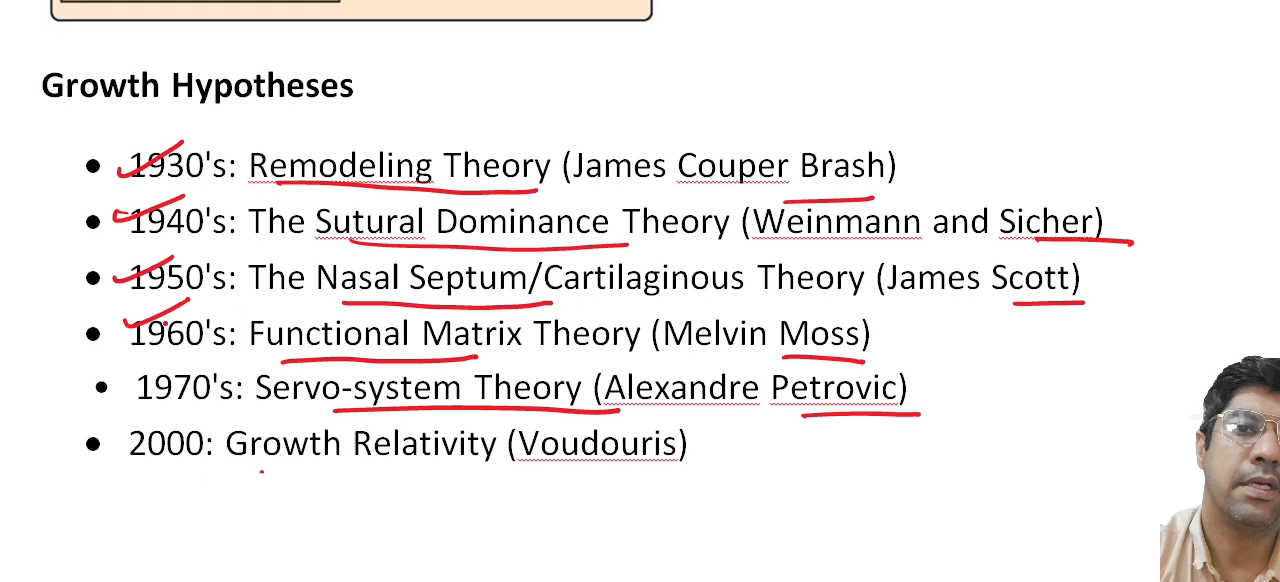 Growth Hypotheses
• 1930's: Remodeling Theory (James Couper Brash)
• 1940's: The Sutural Dominance Theory (Weinmann and Sicher)
• 1950's: The Nasal Septum/Cartilaginous Theory (James Scott)
• 1960's: Functional Matrix Theory (Melvin Moss)
• 1970's: Servo-system Theory (Alexandre Petrovic)
• 2000: Growth Relativity (Voudouris)